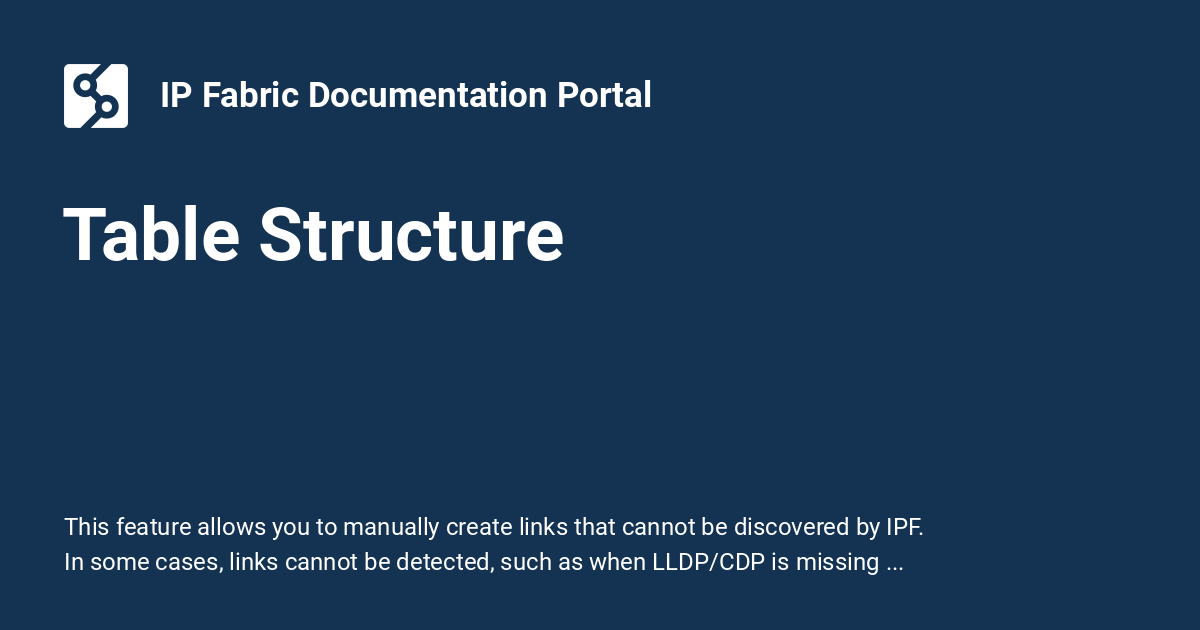 IP Fabric Documentation Portal
Table Structure
This feature allows you to manually create links that cannot be discovered by IPF.
In some cases, links cannot be detected, such as when LLDP/CDP is missing ...